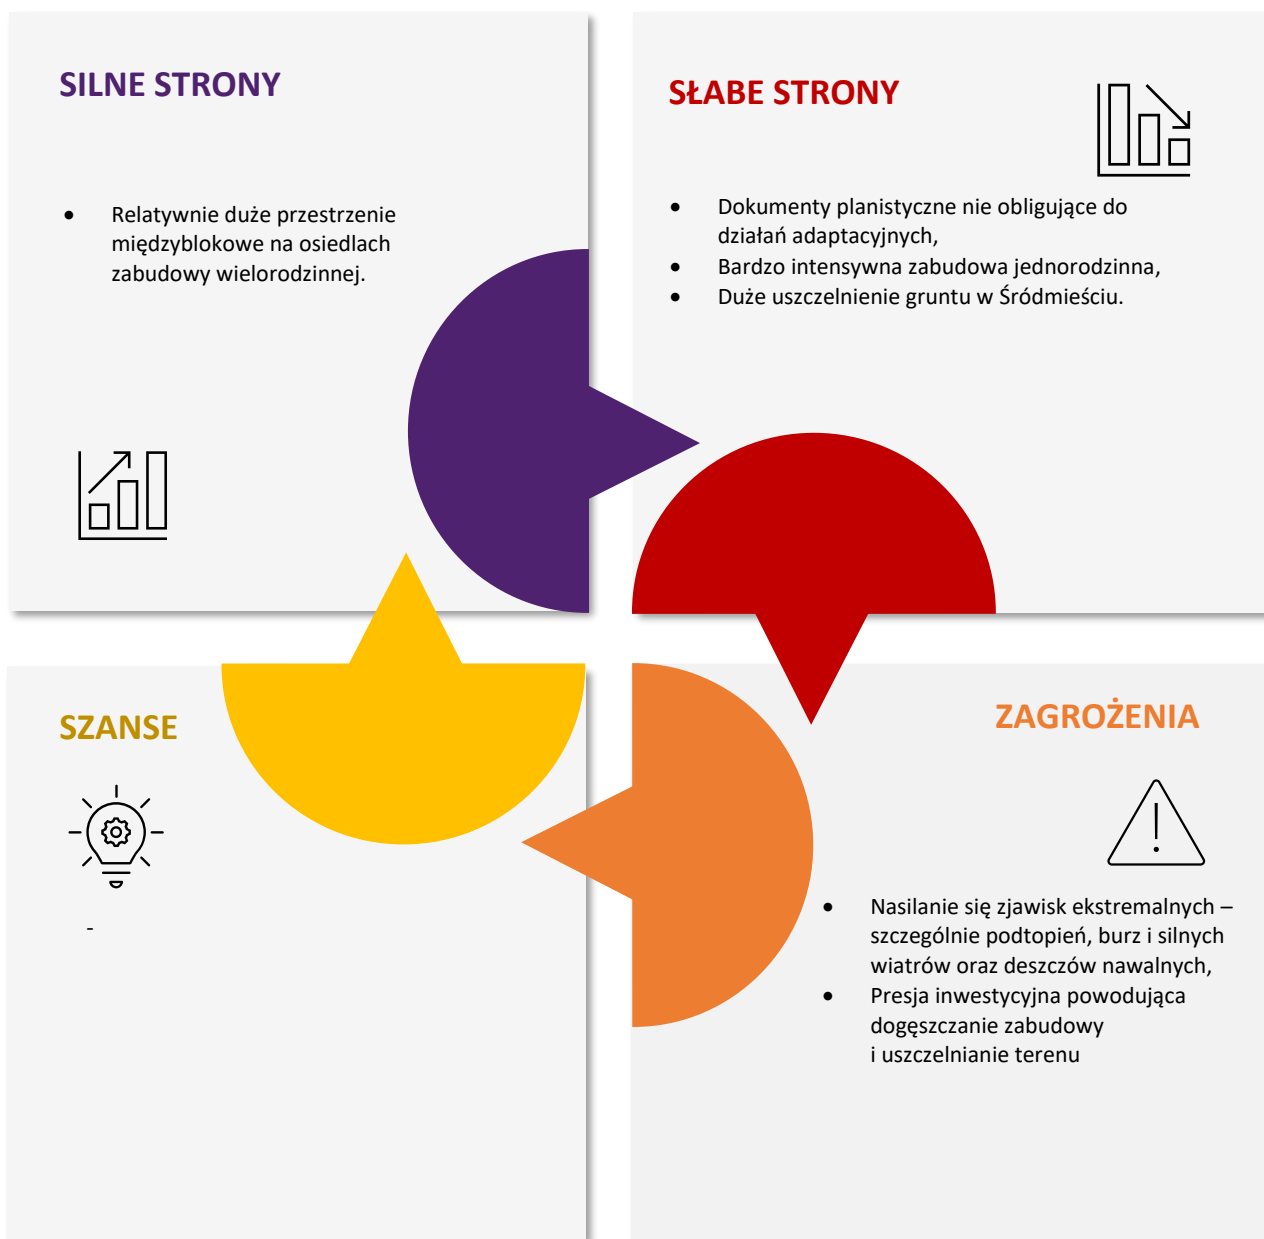 SILNE STRONY
• Relatywnie duże przestrzenie
międzyblokowe na osiedlach
zabudowy wielorodzinnej.
SŁABE STRONY
• Dokumenty planistyczne nie obligujące do
działań adaptacyjnych,
• Bardzo intensywna zabudowa jednorodzinna,
• Duże uszczelnienie gruntu w Śródmieściu.
SZANSE
-
ZAGROŻENIA
• Nasilanie się zjawisk ekstremalnych –
szczególnie podtopień, burz i silnych
wiatrów oraz deszczów nawalnych,
• Presja inwestycyjna powodująca
dogęszczanie zabudowy
i uszczelnianie terenu